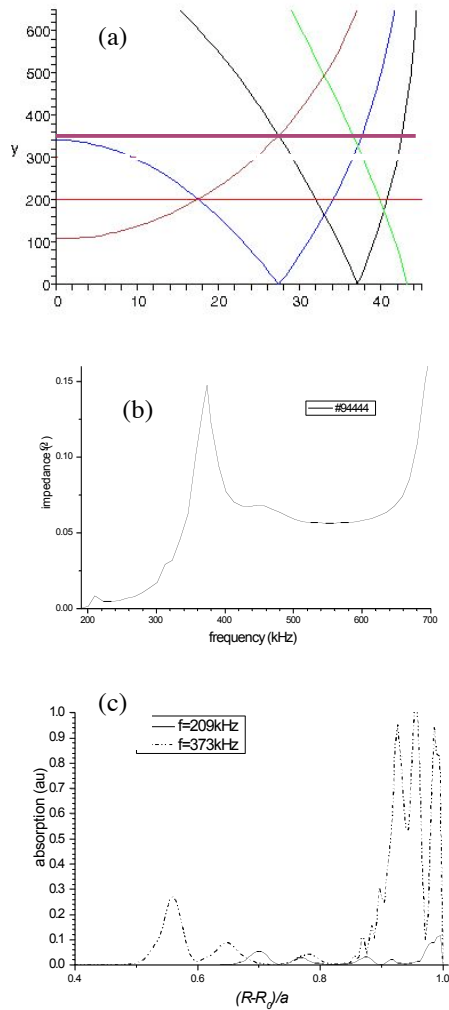 (a)
600
500
400
y
300
200
100
0
0 10 20 30 40
(b)
0.15
#94444
impedance (Ω)
0.10
0.05
0.00
200 300 400 500 600 700
frequency (kHz)
(c)
1.0
f=209kHz
0.9
f=373kHz
0.8
0.7
absorption (au)
0.6
0.5
0.4
0.3
0.2
0.1
0.0
0.4 0.6 0.8 1.0
(R-R0)/a